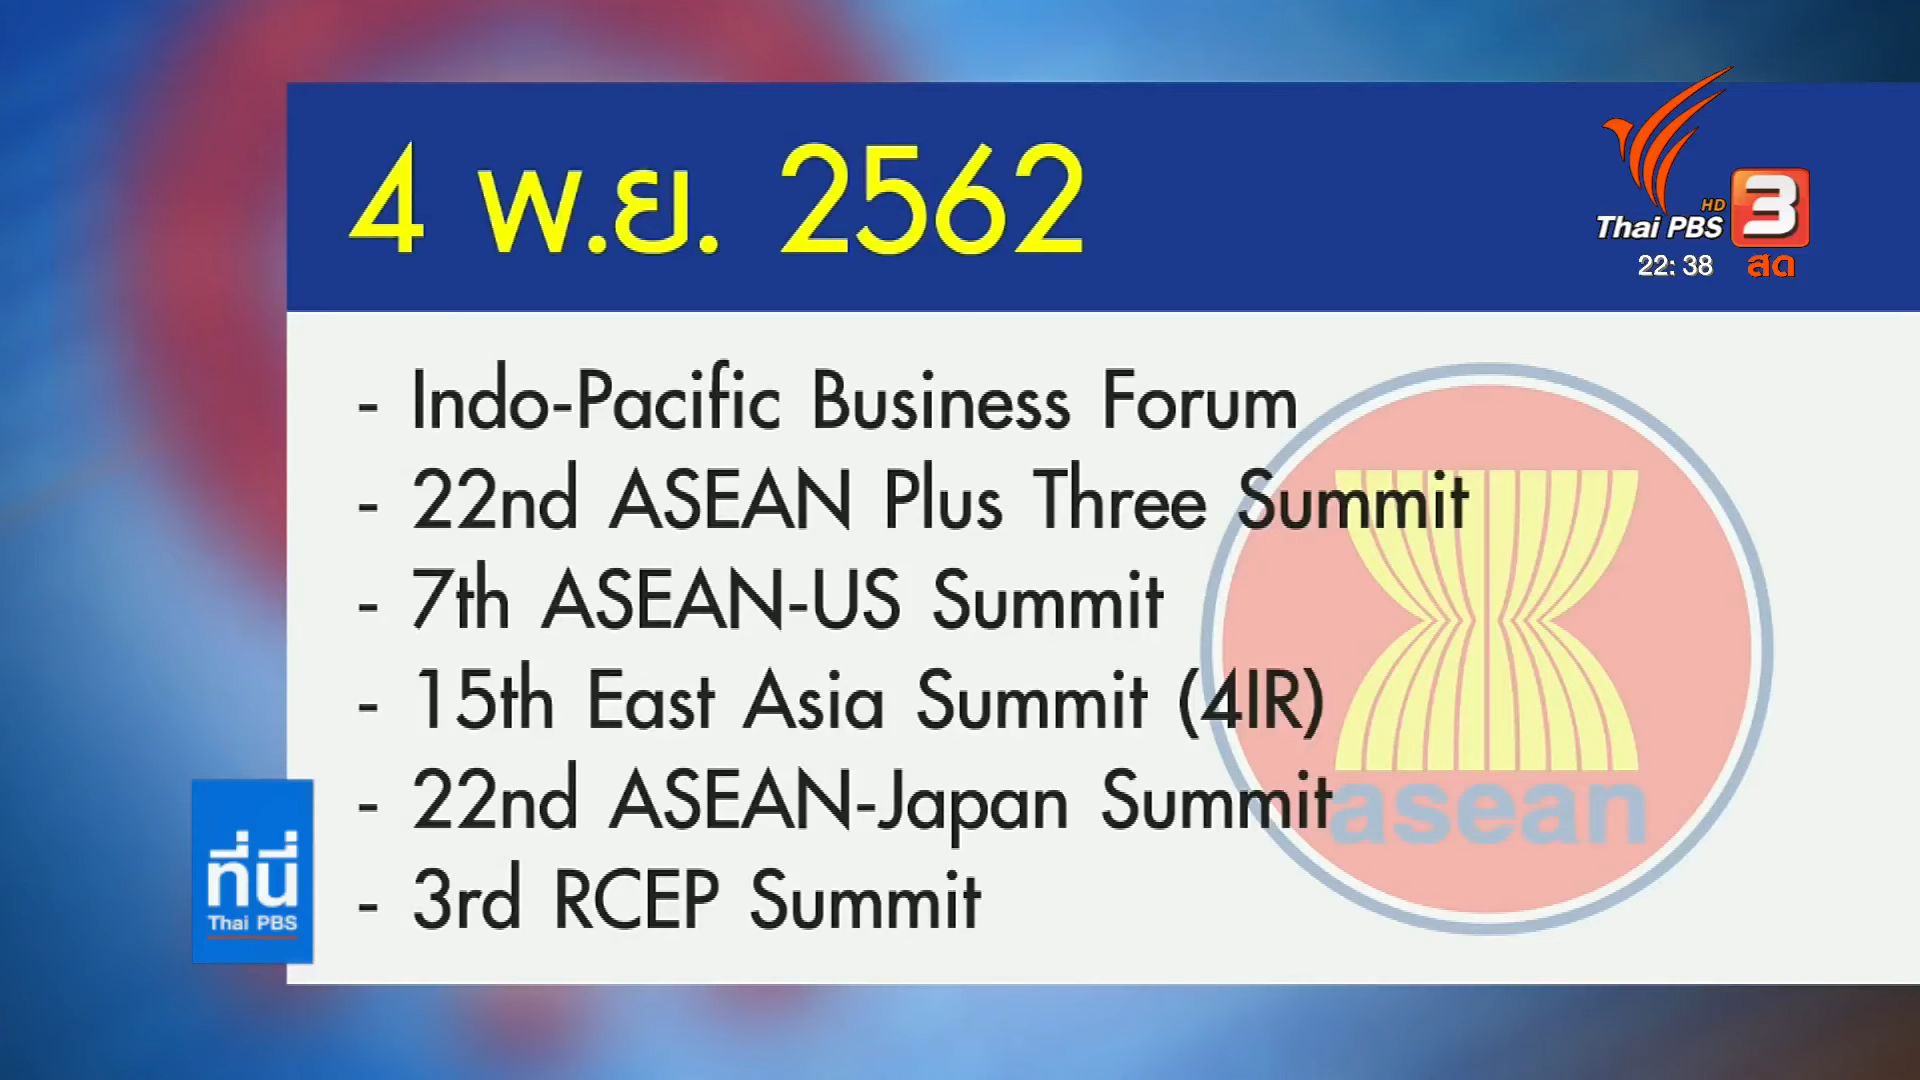 4 พ.ย. 2562
HD
Thai PBS 3
22: 38 สด
- Indo-Pacific Business Forum
- 22nd ASEAN Plus Three Summit
- 7th ASEAN-US Summit
- 15th East Asia Summit (4IR)
- 22nd ASEAN-Japan Summit
- 3rd RCEP Summit
asean
ที่นี่
Thai PBS